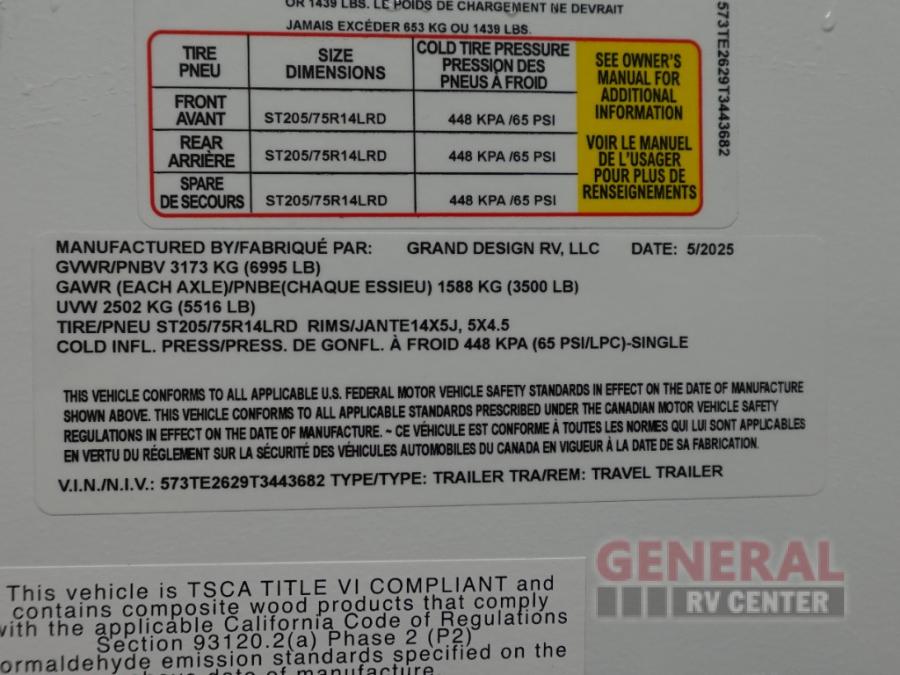 OR 1439 LBS. LE POIDS DE CHARGEMENT NE DEVRAIT
JAMAIS EXCÉDER 653 KG OU 1439 LBS.
TIRE
PNEU
SIZE
DIMENSIONS
COLD TIRE PRESSURE
PRESSION DES
PNEUS À FROID
SEE OWNER'S
MANUAL FOR
ADDITIONAL
INFORMATION
VOIR LE MANUEL
DE L'USAGER
POUR PLUS DE
RENSEIGNEMENTS
FRONT
AVANT
ST205/75R14LRD
448 KPA /65 PSI
REAR
ARRIÈRE
ST205/75R14LRD
448 KPA /65 PSI
SPARE
DE SECOURS
ST205/75R14LRD
448 KPA /65 PSI
573TE2629T3443682
MANUFACTURED BY/FABRIQUÉ PAR: GRAND DESIGN RV, LLC DATE: 5/2025
GVWR/PNBV 3173 KG (6995 LB)
GAWR (EACH AXLE)/PNBE(CHAQUE ESSIEU) 1588 KG (3500 LB)
UVW 2502 KG (5516 LB)
TIRE/PNEU ST205/75R14LRD RIMS/JANTE14X5J, 5X4.5
COLD INFL. PRESS/PRESS. DE GONFL. À FROID 448 KPA (65 PSI/LPC)-SINGLE
THIS VEHICLE CONFORMS TO ALL APPLICABLE U.S. FEDERAL MOTOR VEHICLE SAFETY STANDARDS IN EFFECT ON THE DATE OF MANUFACTURE
SHOWN ABOVE. THIS VEHICLE CONFORMS TO ALL APPLICABLE STANDARDS PRESCRIBED UNDER THE CANADIAN MOTOR VEHICLE SAFETY
REGULATIONS IN EFFECT ON THE DATE OF MANUFACTURE. ~ CE VÉHICULE EST CONFORME À TOUTES LES NORMES QUI LUI SONT APPLICABLES
EN VERTU DU RÉGLEMENT SUR LA SÉCURITÉ DES VÉHICULES AUTOMOBILES DU CANADA EN VIGUEUR À LA DATE DE SA FABRICATION.
V.I.N./N.I.V.: 573TE2629T3443682 TYPE/TYPE: TRAILER TRA/REM: TRAVEL TRAILER
This vehicle is TSCA TITLE VI COMPLIANT and
contains composite wood products that comply
with the applicable California Code of Regulations
Section 93120.2(a) Phase 2 (P2)
ormaldehyde emission standards specified on the
above date of manufacture.
GENERAL
RV CENTER